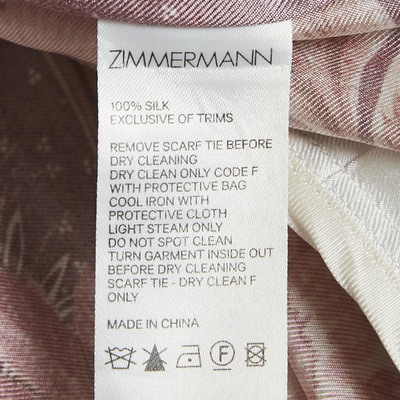 ZIMMERMANN
100% SILK
EXCLUSIVE OF TRIMS
REMOVE SCARF TIE BEFORE
DRY CLEANING
DRY CLEAN ONLY CODE F
WITH PROTECTIVE BAG
COOL IRON WITH
PROTECTIVE CLOTH
LIGHT STEAM ONLY
DO NOT SPOT CLEAN
TURN GARMENT INSIDE OUT
BEFORE DRY CLEANING
SCARF TIE - DRY CLEAN F
ONLY
MADE IN CHINA
F